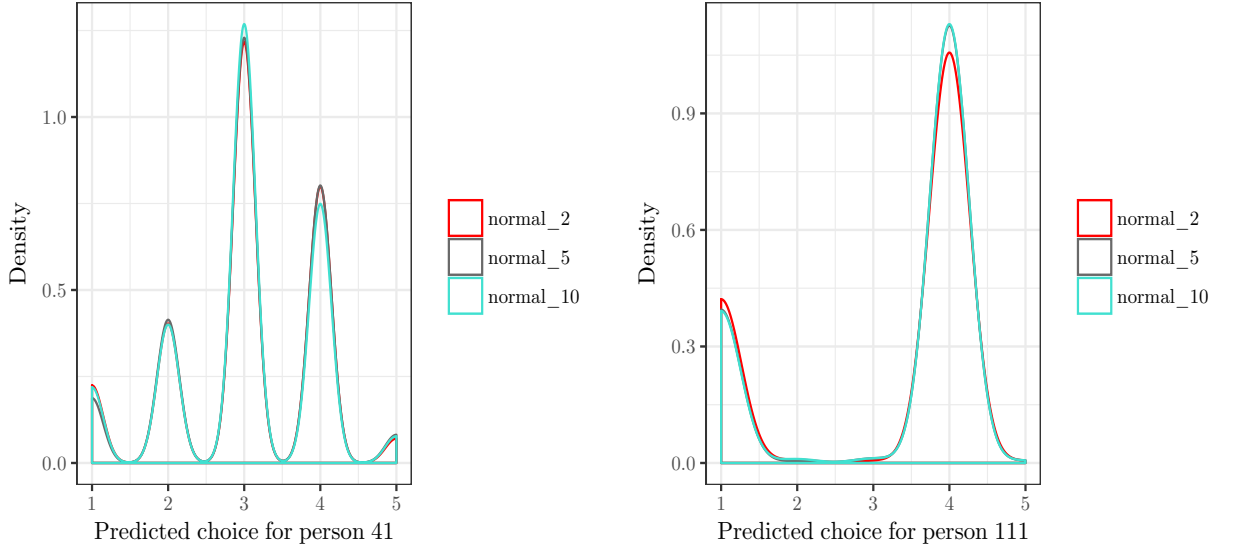 Density
1.0
0.5
0.0
1 2 3 4 5
Predicted choice for person 41
normal_2
normal_5
normal_10
Density
0.9
0.6
0.3
0.0
1 2 3 4 5
Predicted choice for person 111
normal_2
normal_5
normal_10